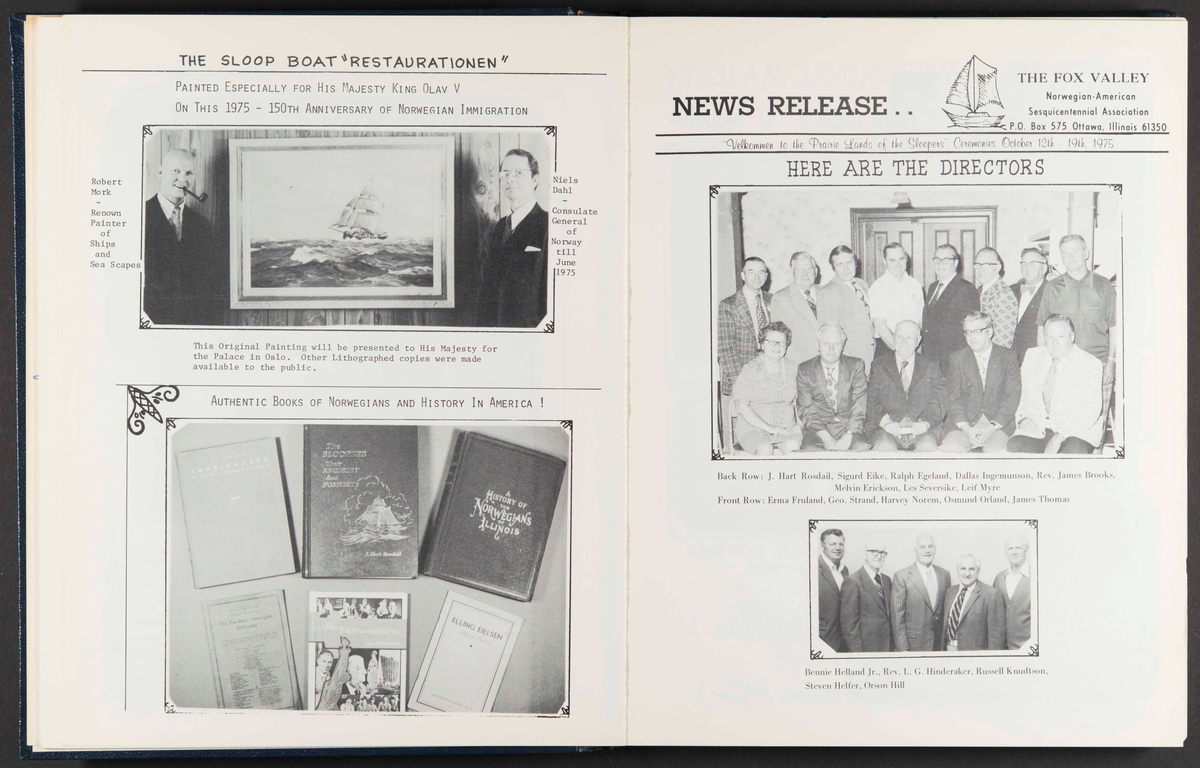 THE SLOOP BOAT "RESTAURATIONEN"
PAINTED ESPECIALLY FOR HIS MAJESTY KING OLAV V
ON THIS 1975 - 150TH ANNIVERSARY OF NORWEGIAN IMMIGRATION
Robert
Mork
-
Renown
Painter
of
Ships
and
Sea Scapes
Niels
Dahl
-
Consulate
General
of
Norway
till
June
1975
This Original Painting will be presented to His Majesty for
the Palace in Oslo. Other Lithographed copies were made
available to the public.
AUTHENTIC BOOKS OF NORWEGIANS AND HISTORY IN AMERICA !
The
SLOOPERS
Their
ANCESTRY
And
POSTERITY
J. Hart Rosdail
A
HISTORY
OF THE
NORWEGIANS
OF
ILLINOIS
ELLING EIELSEN
NEWS RELEASE . .
THE FOX VALLEY
Norwegian-American
Sesquicentennial Association
P.O. Box 575 Ottawa, Illinois 61350
"Velkommen to the Prairie Lands of the Sloopers" Ceremonies October 12th - 19th, 1975
HERE ARE THE DIRECTORS
Back Row: J. Hart Rosdail, Sigurd Eike, Ralph Egeland, Dallas Ingemunson, Rev. James Brooks,
Melvin Erickson, Les Seversike, Leif Myre
Front Row: Erma Fruland, Geo. Strand, Harvey Norem, Osmund Orland, James Thomas
Bennie Helland Jr., Rev. L. G. Hinderaker, Russell Knudtson,
Steven Helfer, Orson Hill